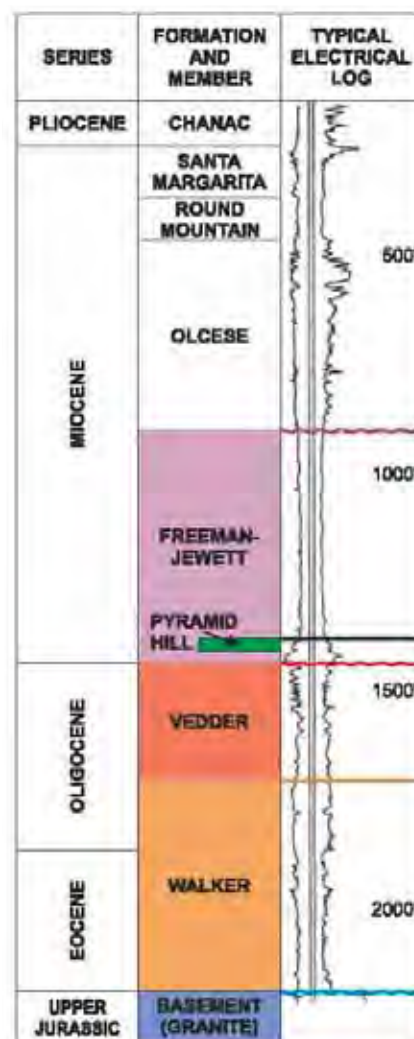 SERIES
FORMATION
AND
MEMBER
TYPICAL
ELECTRICAL
LOG
PLIOCENE
CHANAC
SANTA
MARGARITA
ROUND
MOUNTAIN
500'
OLCESE
MIOCENE
1000'
FREEMAN-
JEWETT
PYRAMID
HILL
1500'
VEDDER
OLIGOCENE
WALKER
EOCENE
2000'
UPPER
JURASSIC
BASEMENT
(GRANITE)